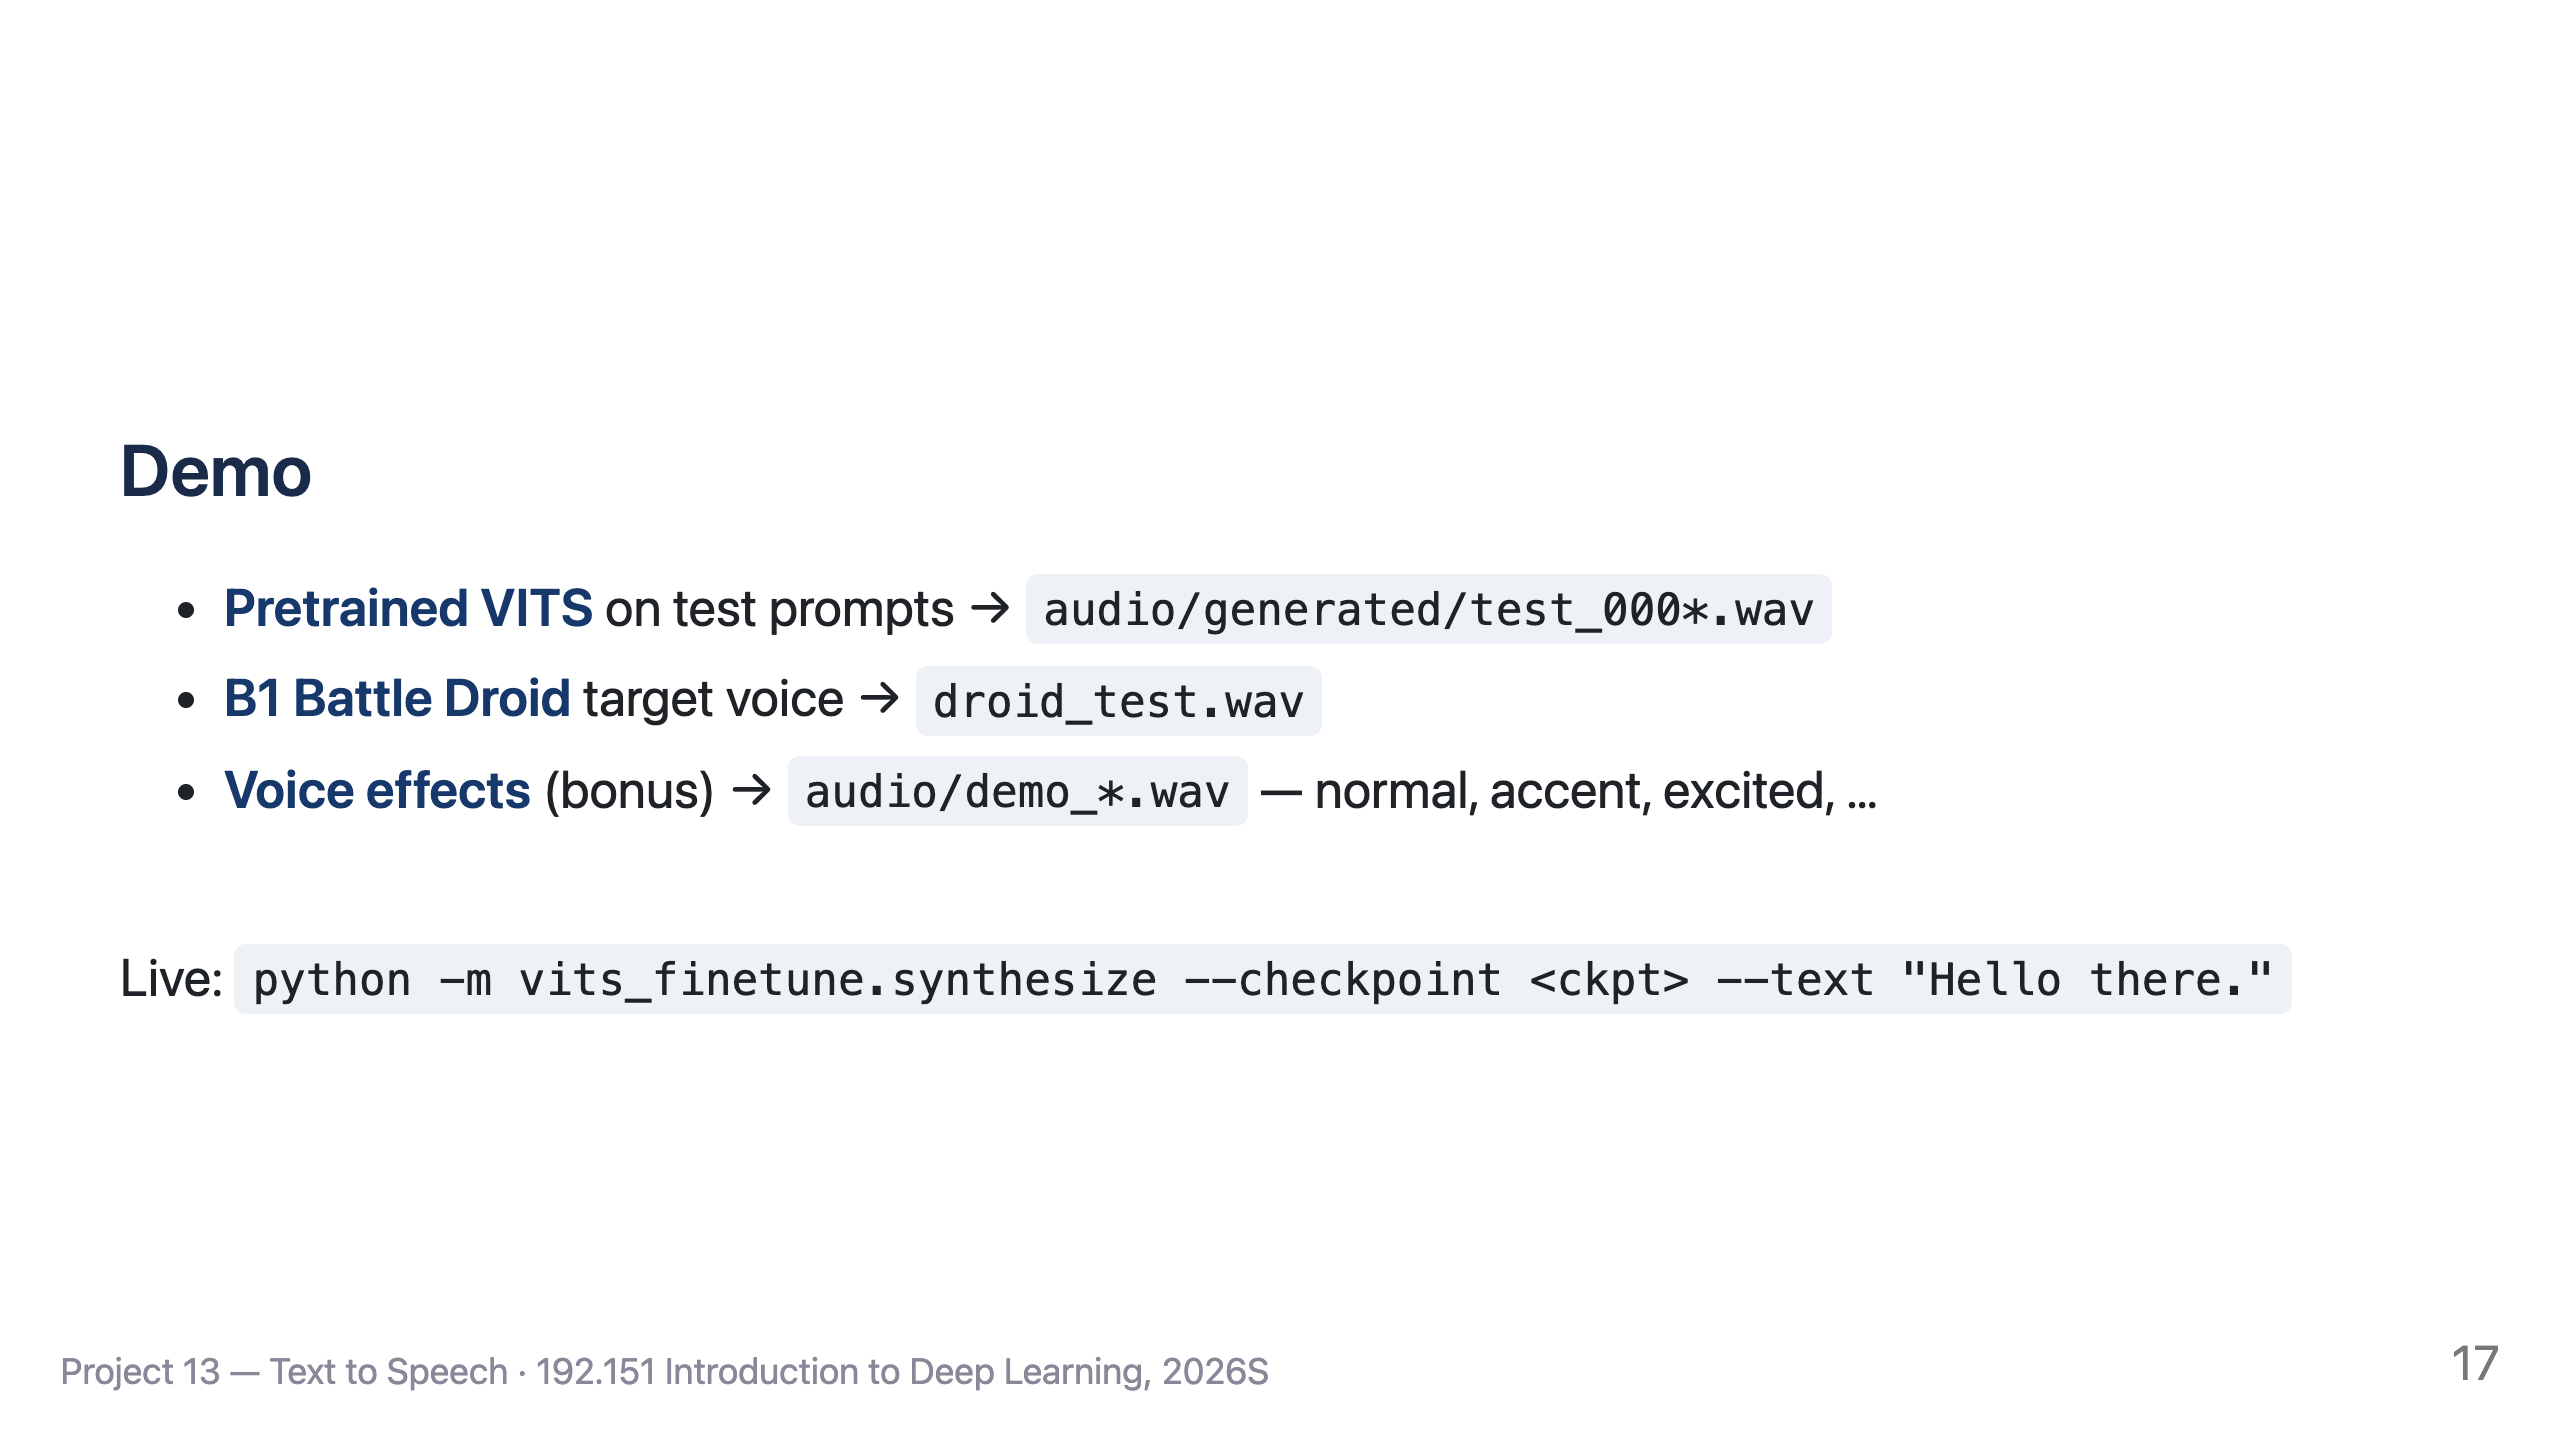 Demo
• Pretrained VITS on test prompts → audio/generated/test_000*.wav
• B1 Battle Droid target voice → droid_test.wav
• Voice effects (bonus) → audio/demo_*.wav — normal, accent, excited, …
Live: python -m vits_finetune.synthesize --checkpoint <ckpt> --text "Hello there."
Project 13 — Text to Speech · 192.151 Introduction to Deep Learning, 2026S
17